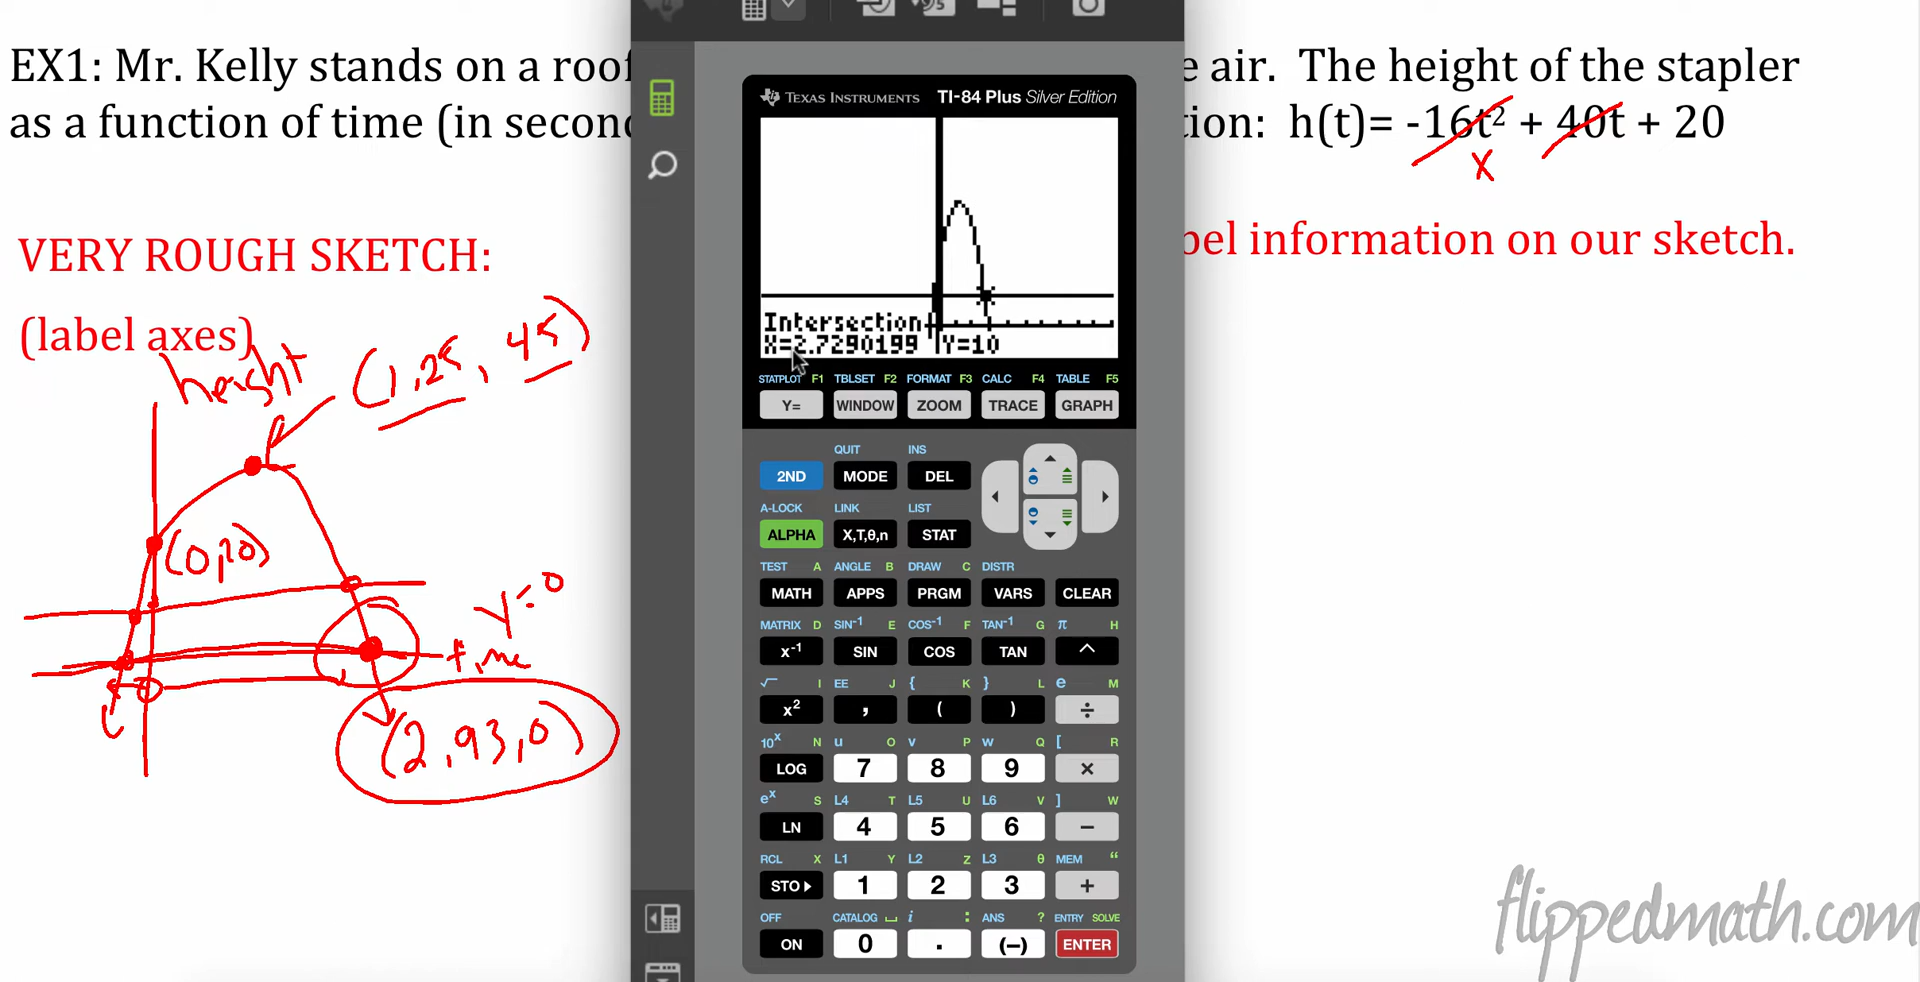 EX1: Mr. Kelly stands on a roof e air. The height of the stapler
as a function of time (in secon tion: h(t)= -16t² + 40t + 20
x
VERY ROUGH SKETCH: bel information on our sketch.
(label axes)
height
(1.25, 45)
(0,20)
y=0
time
(2.93,0)
TEXAS INSTRUMENTS TI-84 Plus Silver Edition
Intersection
X=2.7290199 Y=10
STATPLOT F1 TBLSET F2 FORMAT F3 CALC F4 TABLE F5
Y= WINDOW ZOOM TRACE GRAPH
QUIT INS
2ND MODE DEL
A-LOCK LINK LIST
ALPHA X,T,θ,n STAT
TEST A ANGLE B DRAW C DISTR
MATH APPS PRGM VARS CLEAR
MATRIX D SIN⁻¹ E COS⁻¹ F TAN⁻¹ G π H
x⁻¹ SIN COS TAN ^
√ I EE J { K } L e M
x² , ( ) ÷
10ˣ N u O v P w Q [ R
LOG 7 8 9 ×
eˣ S L4 T L5 U L6 V ] W
LN 4 5 6 −
RCL X L1 Y L2 Z L3 θ MEM “
STO▸ 1 2 3 +
OFF CATALOG ⎵ i : ANS ? ENTRY SOLVE
ON 0 . (−) ENTER
flippedmath.com